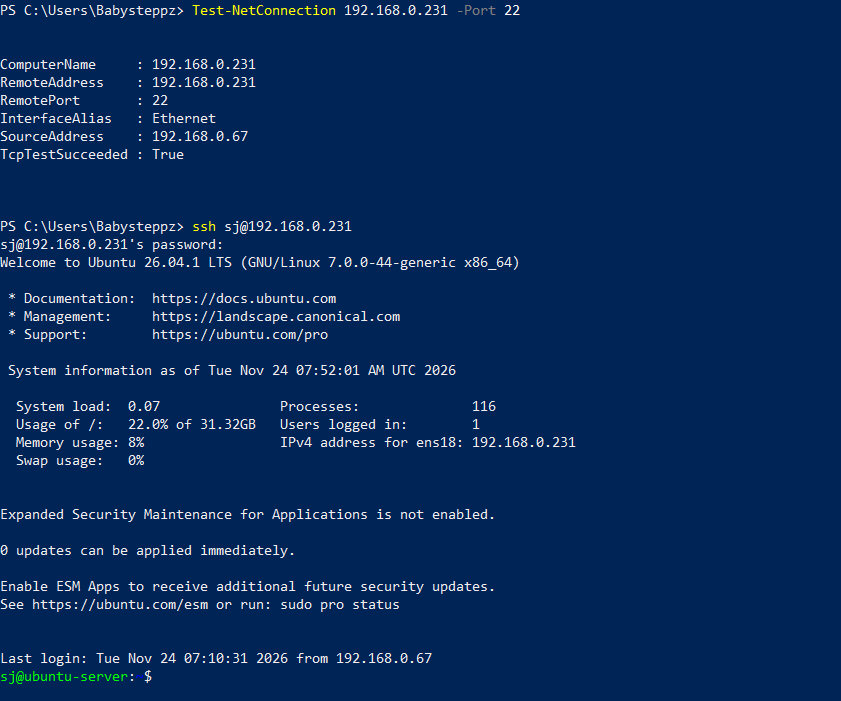 PS C:\Users\Babysteppz> Test-NetConnection 192.168.0.231 -Port 22
ComputerName     : 192.168.0.231
RemoteAddress    : 192.168.0.231
RemotePort       : 22
InterfaceAlias   : Ethernet
SourceAddress    : 192.168.0.67
TcpTestSucceeded : True
PS C:\Users\Babysteppz> ssh sj@192.168.0.231
sj@192.168.0.231's password:
Welcome to Ubuntu 26.04.1 LTS (GNU/Linux 7.0.0-44-generic x86_64)
 * Documentation:  https://docs.ubuntu.com
 * Management:     https://landscape.canonical.com
 * Support:        https://ubuntu.com/pro
 System information as of Tue Nov 24 07:52:01 AM UTC 2026
  System load:  0.07               Processes:              116
  Usage of /:   22.0% of 31.32GB   Users logged in:        1
  Memory usage: 8%                 IPv4 address for ens18: 192.168.0.231
  Swap usage:   0%
Expanded Security Maintenance for Applications is not enabled.
0 updates can be applied immediately.
Enable ESM Apps to receive additional future security updates.
See https://ubuntu.com/esm or run: sudo pro status
Last login: Tue Nov 24 07:10:31 2026 from 192.168.0.67
sj@ubuntu-server: $